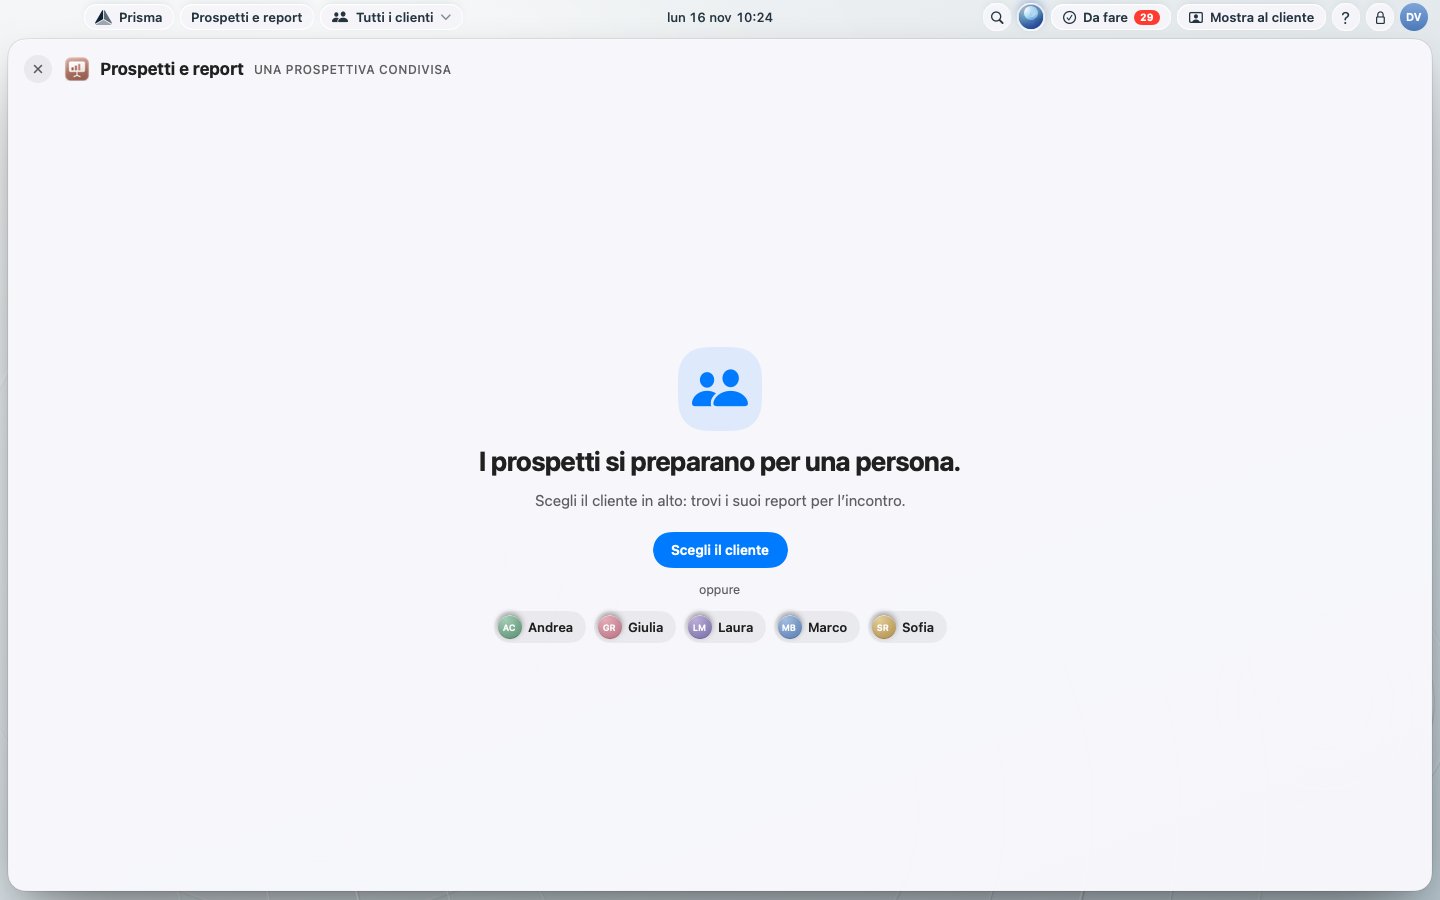 Prisma
Prospetti e report
Tutti i clienti
lun 16 nov 10:24
Da fare 29
Mostra al cliente
?
DV
Prospetti e report UNA PROSPETTIVA CONDIVISA
I prospetti si preparano per una persona.
Scegli il cliente in alto: trovi i suoi report per l'incontro.
Scegli il cliente
oppure
AC Andrea
GR Giulia
LM Laura
MB Marco
SR Sofia